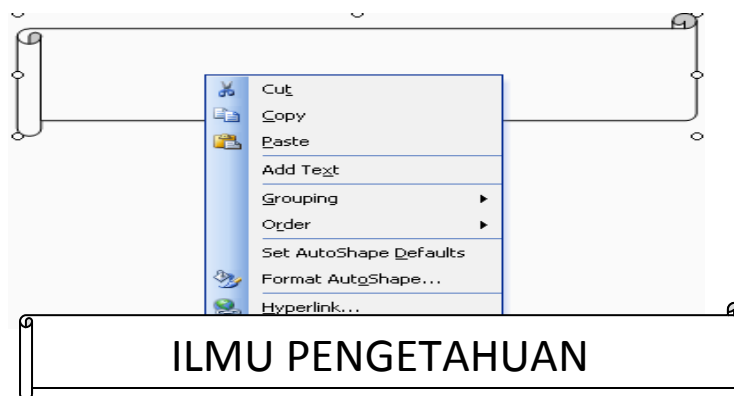 Cut
Copy
Paste
Add Text
Grouping
Order
Set AutoShape Defaults
Format AutoShape...
Hyperlink...
ILMU PENGETAHUAN